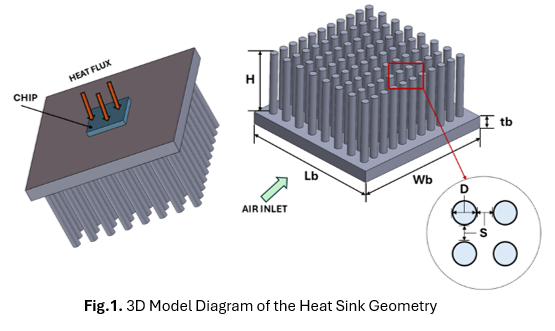 HEAT FLUX
CHIP
H
tb
Lb
Wb
AIR INLET
D
S
Fig.1. 3D Model Diagram of the Heat Sink Geometry